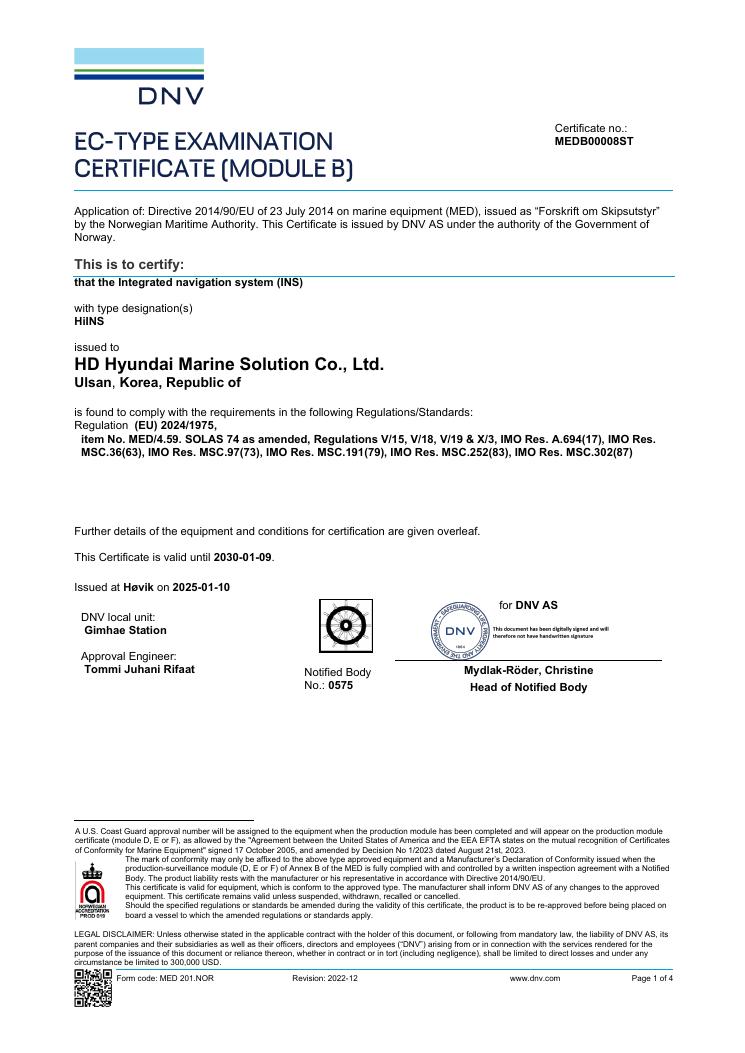 DNV
Certificate no.:
MEDB00008ST
EC-TYPE EXAMINATION
CERTIFICATE (MODULE B)
Application of: Directive 2014/90/EU of 23 July 2014 on marine equipment (MED), issued as “Forskrift om Skipsutstyr”
by the Norwegian Maritime Authority. This Certificate is issued by DNV AS under the authority of the Government of
Norway.
This is to certify:
that the Integrated navigation system (INS)
with type designation(s)
HiINS
issued to
HD Hyundai Marine Solution Co., Ltd.
Ulsan, Korea, Republic of
is found to comply with the requirements in the following Regulations/Standards:
Regulation (EU) 2024/1975,
item No. MED/4.59. SOLAS 74 as amended, Regulations V/15, V/18, V/19 & X/3, IMO Res. A.694(17), IMO Res.
MSC.36(63), IMO Res. MSC.97(73), IMO Res. MSC.191(79), IMO Res. MSC.252(83), IMO Res. MSC.302(87)
Further details of the equipment and conditions for certification are given overleaf.
This Certificate is valid until 2030-01-09.
Issued at Høvik on 2025-01-10
DNV local unit:
Gimhae Station
Approval Engineer:
Tommi Juhani Rifaat
Notified Body
No.: 0575
for DNV AS
SAFEGUARDING LIFE, PROPERTY AND THE ENVIRONMENT
DNV
1864
This document has been digitally signed and will
therefore not have handwritten signature
Mydlak-Röder, Christine
Head of Notified Body
A U.S. Coast Guard approval number will be assigned to the equipment when the production module has been completed and will appear on the production module
certificate (module D, E or F), as allowed by the "Agreement between the United States of America and the EEA EFTA states on the mutual recognition of Certificates
of Conformity for Marine Equipment" signed 17 October 2005, and amended by Decision No 1/2023 dated August 21st, 2023.
The mark of conformity may only be affixed to the above type approved equipment and a Manufacturer's Declaration of Conformity issued when the
production-surveillance module (D, E or F) of Annex B of the MED is fully complied with and controlled by a written inspection agreement with a Notified
Body. The product liability rests with the manufacturer or his representative in accordance with Directive 2014/90/EU.
This certificate is valid for equipment, which is conform to the approved type. The manufacturer shall inform DNV AS of any changes to the approved
equipment. This certificate remains valid unless suspended, withdrawn, recalled or cancelled.
Should the specified regulations or standards be amended during the validity of this certificate, the product is to be re-approved before being placed on
board a vessel to which the amended regulations or standards apply.
NORWEGIAN
ACCREDITATION
PROD 019
LEGAL DISCLAIMER: Unless otherwise stated in the applicable contract with the holder of this document, or following from mandatory law, the liability of DNV AS, its
parent companies and their subsidiaries as well as their officers, directors and employees (“DNV”) arising from or in connection with the services rendered for the
purpose of the issuance of this document or reliance thereon, whether in contract or in tort (including negligence), shall be limited to direct losses and under any
circumstance be limited to 300,000 USD.
Form code: MED 201.NOR Revision: 2022-12 www.dnv.com Page 1 of 4